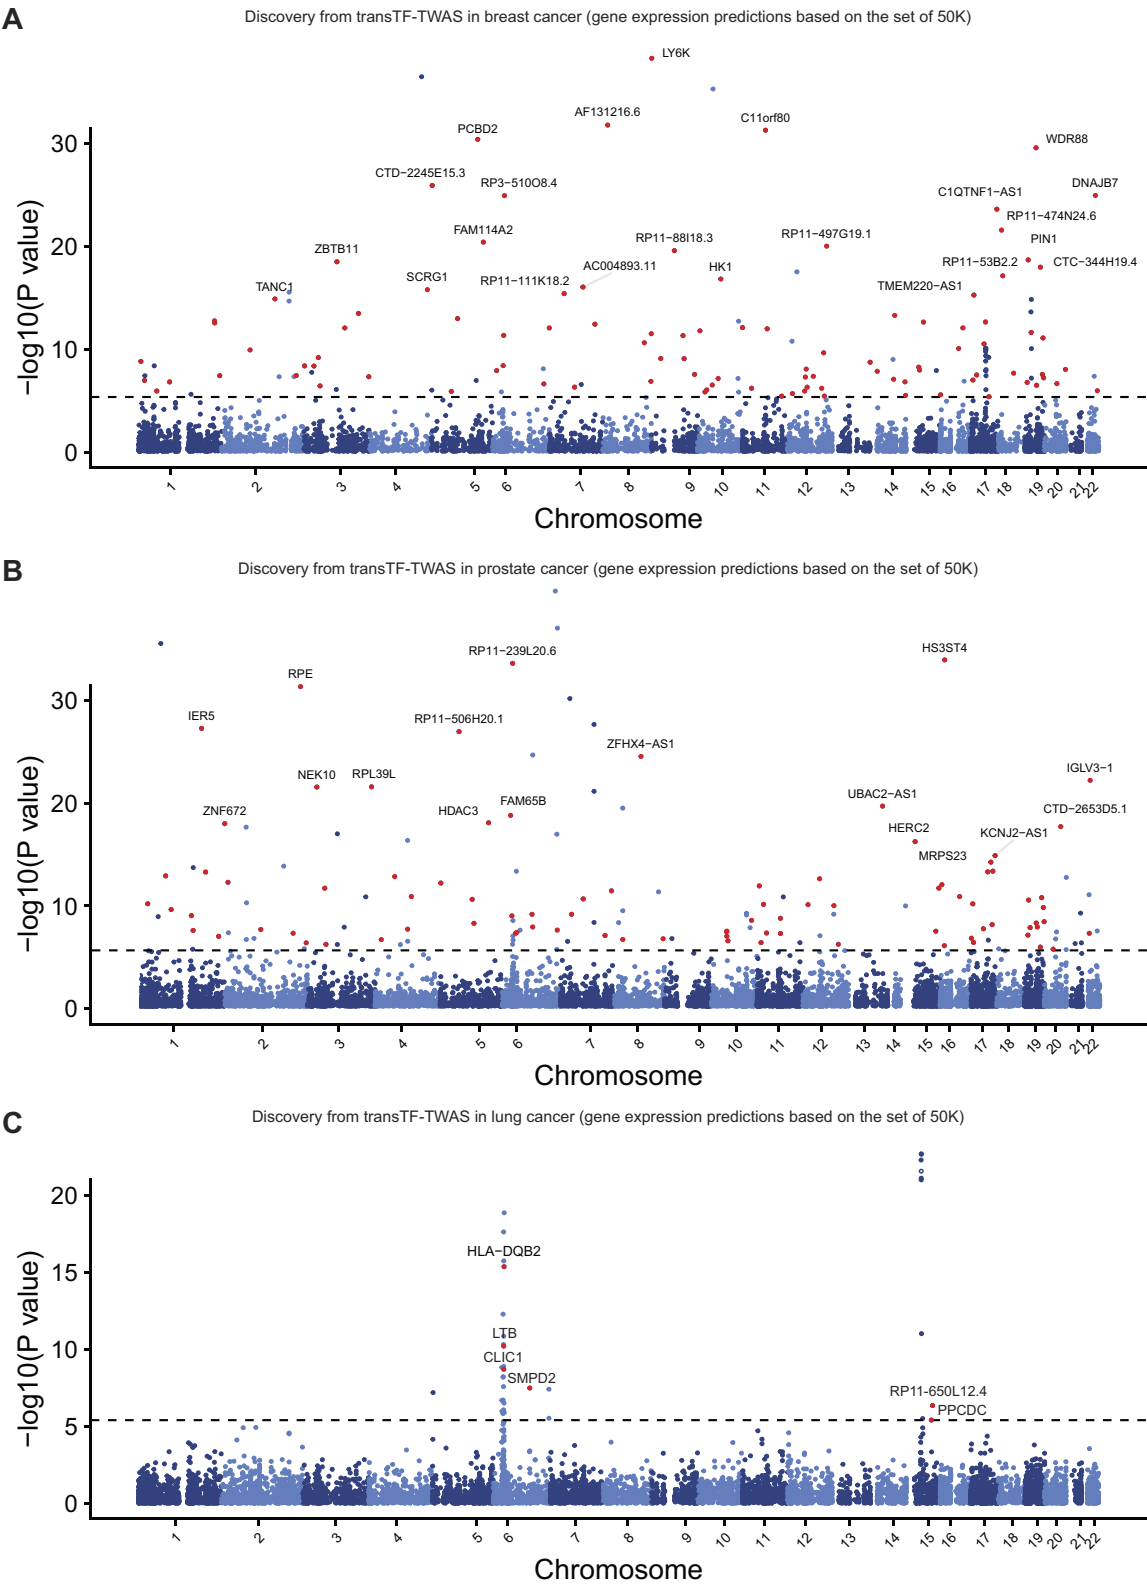 A
Discovery from transTF-TWAS in breast cancer (gene expression predictions based on the set of 50K)
LY6K
AF131216.6
C11orf80
PCBD2
WDR88
CTD−2245E15.3
RP3−510O8.4
C1QTNF1−AS1
DNAJB7
RP11−474N24.6
FAM114A2
RP11−88I18.3
RP11−497G19.1
PIN1
ZBTB11
AC004893.11
HK1
RP11−53B2.2
CTC−344H19.4
SCRG1
RP11−111K18.2
TMEM220−AS1
TANC1
30
20
10
0
−log10(P value)
1 2 3 4 5 6 7 8 9 10 11 12 13 14 15 16 17 18 19 20 21 22
Chromosome
B
Discovery from transTF-TWAS in prostate cancer (gene expression predictions based on the set of 50K)
RP11−239L20.6
HS3ST4
RPE
IER5
RP11−506H20.1
ZFHX4−AS1
NEK10
RPL39L
IGLV3−1
ZNF672
HDAC3
FAM65B
UBAC2−AS1
CTD−2653D5.1
HERC2
KCNJ2−AS1
MRPS23
30
20
10
0
−log10(P value)
1 2 3 4 5 6 7 8 9 10 11 12 13 14 15 16 17 18 19 20 21 22
Chromosome
C
Discovery from transTF-TWAS in lung cancer (gene expression predictions based on the set of 50K)
HLA−DQB2
LTB
CLIC1
SMPD2
RP11−650L12.4
PPCDC
20
15
10
5
0
−log10(P value)
1 2 3 4 5 6 7 8 9 10 11 12 13 14 15 16 17 18 19 20 21 22
Chromosome